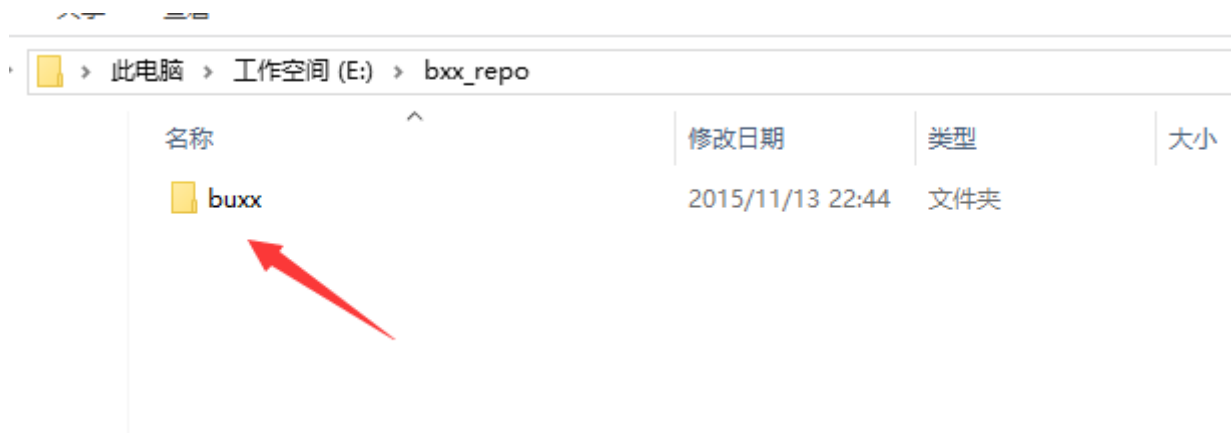 此电脑 > 工作空间 (E:) > bxx_repo
名称 修改日期 类型 大小
buxx 2015/11/13 22:44 文件夹